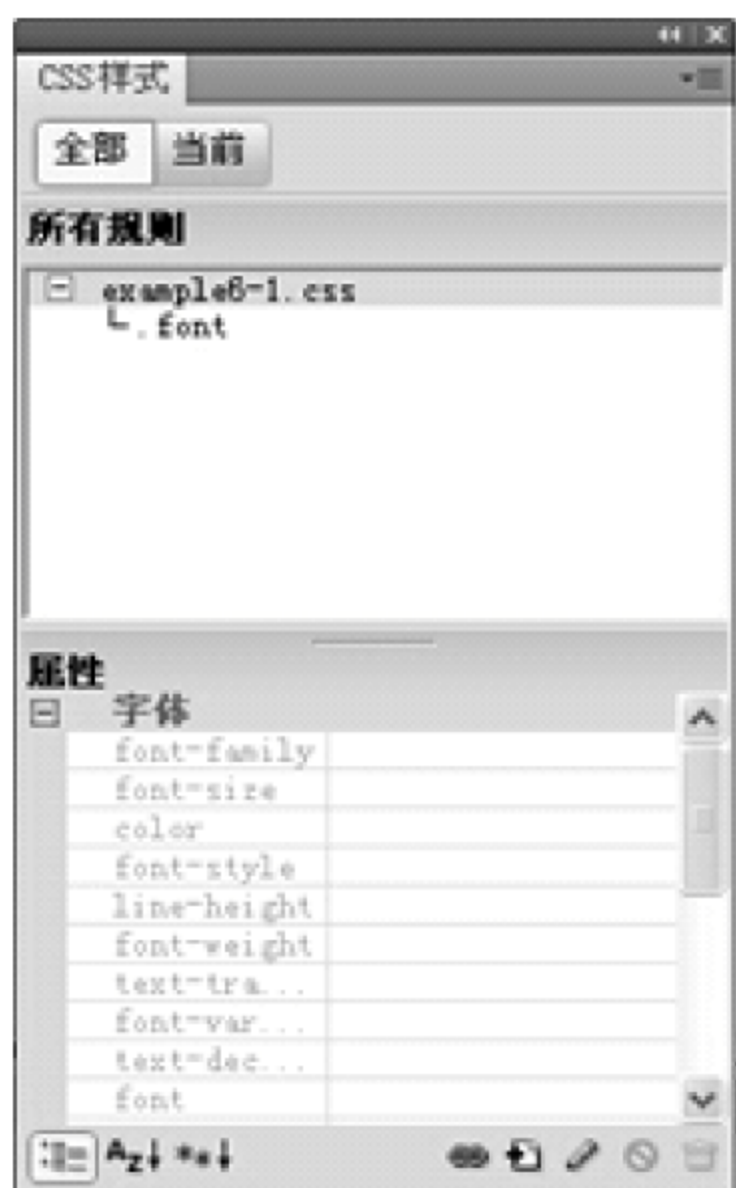 CSS样式
全部 当前
所有规则
example6-1.css
.font
属性
字体
font-family
font-size
color
font-style
line-height
font-weight
text-tra...
font-var...
text-dec...
font